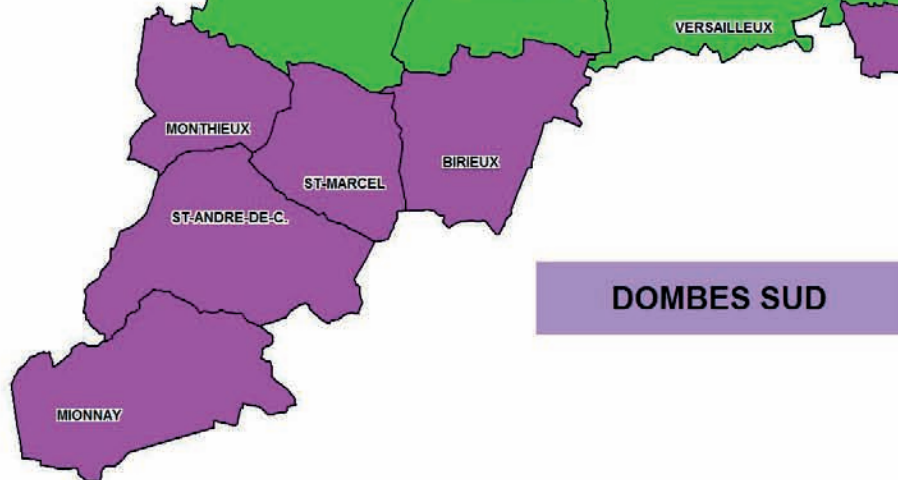 VERSAILLEUX
MONTHIEUX
BIRIEUX
ST-MARCEL
ST-ANDRE-DE-C.
DOMBES SUD
MIONNAY